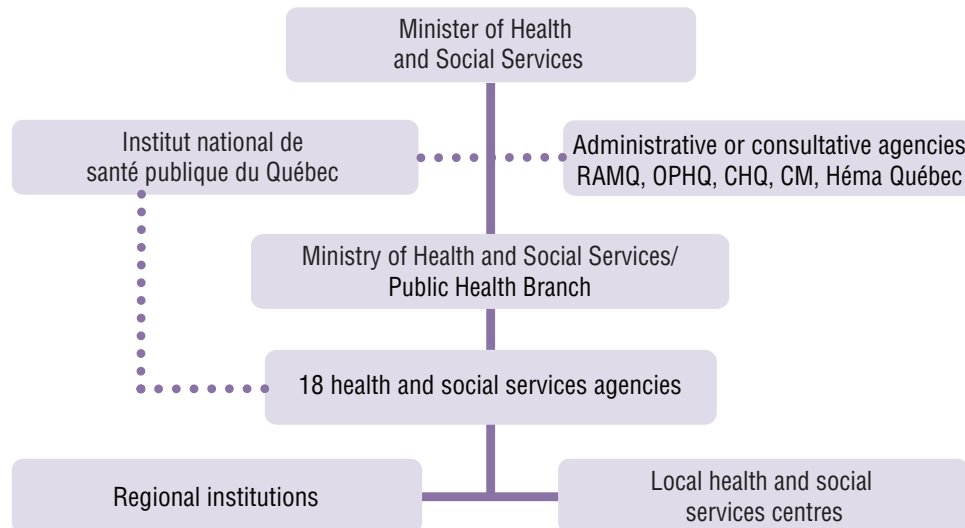 Minister of Health
and Social Services
Institut national de
santé publique du Québec
Administrative or consultative agencies
RAMQ, OPHQ, CHQ, CM, Héma Québec
Ministry of Health and Social Services/
Public Health Branch
18 health and social services agencies
Regional institutions
Local health and social
services centres